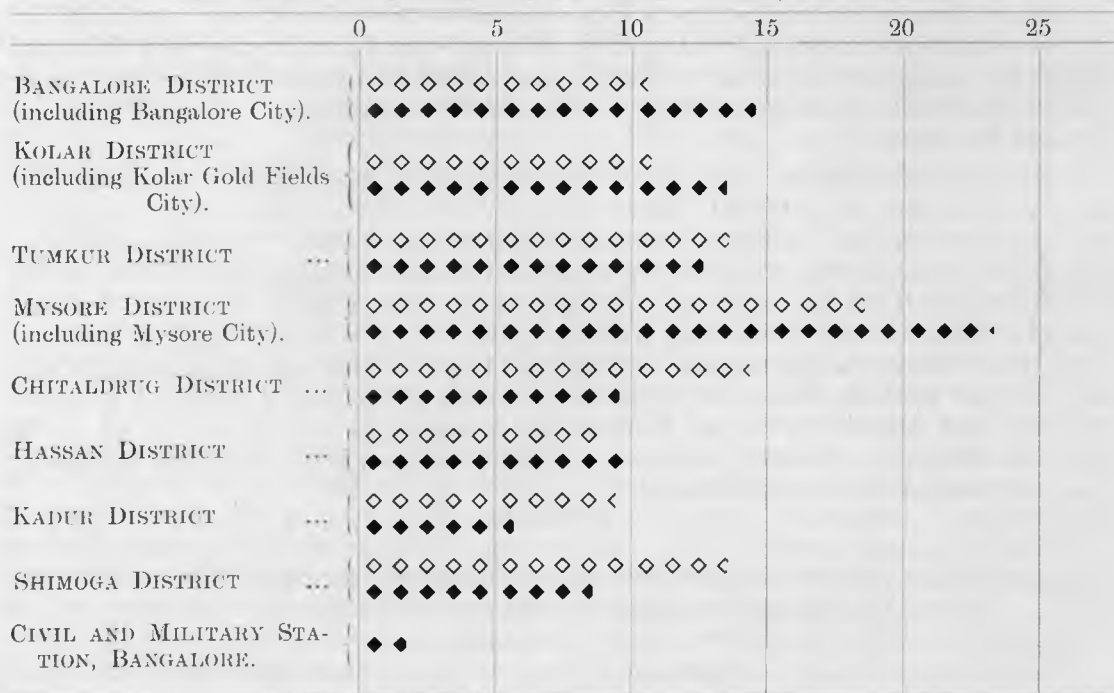 0 5 10 15 20 25
BANGALORE DISTRICT
(including Bangalore City).
KOLAR DISTRICT
(including Kolar Gold Fields
City).
TUMKUR DISTRICT ...
MYSORE DISTRICT
(including Mysore City).
CHITALDRUG DISTRICT ...
HASSAN DISTRICT ...
KADUR DISTRICT ...
SHIMOGA DISTRICT ...
CIVIL AND MILITARY STA-
TION, BANGALORE.